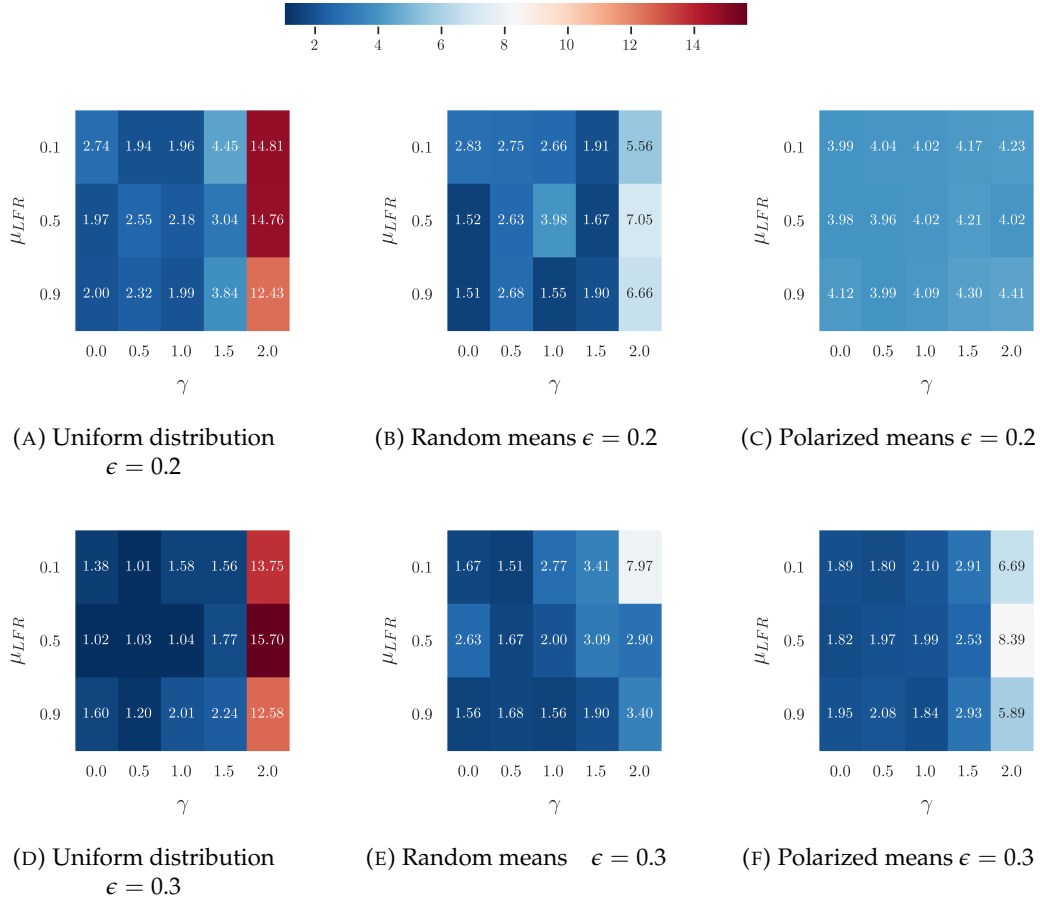 2 4 6 8 10 12 14
0.1 2.74 1.94 1.96 4.45 14.81
0.5 1.97 2.55 2.18 3.04 14.76
0.9 2.00 2.32 1.99 3.84 12.43
μ_LFR
0.0 0.5 1.0 1.5 2.0
γ
(A) Uniform distribution
ϵ = 0.2
0.1 2.83 2.75 2.66 1.91 5.56
0.5 1.52 2.63 3.98 1.67 7.05
0.9 1.51 2.68 1.55 1.90 6.66
μ_LFR
0.0 0.5 1.0 1.5 2.0
γ
(B) Random means ϵ = 0.2
0.1 3.99 4.04 4.02 4.17 4.23
0.5 3.98 3.96 4.02 4.21 4.02
0.9 4.12 3.99 4.09 4.30 4.41
μ_LFR
0.0 0.5 1.0 1.5 2.0
γ
(C) Polarized means ϵ = 0.2
0.1 1.38 1.01 1.58 1.56 13.75
0.5 1.02 1.03 1.04 1.77 15.70
0.9 1.60 1.20 2.01 2.24 12.58
μ_LFR
0.0 0.5 1.0 1.5 2.0
γ
(D) Uniform distribution
ϵ = 0.3
0.1 1.67 1.51 2.77 3.41 7.97
0.5 2.63 1.67 2.00 3.09 2.90
0.9 1.56 1.68 1.56 1.90 3.40
μ_LFR
0.0 0.5 1.0 1.5 2.0
γ
(E) Random means ϵ = 0.3
0.1 1.89 1.80 2.10 2.91 6.69
0.5 1.82 1.97 1.99 2.53 8.39
0.9 1.95 2.08 1.84 2.93 5.89
μ_LFR
0.0 0.5 1.0 1.5 2.0
γ
(F) Polarized means ϵ = 0.3